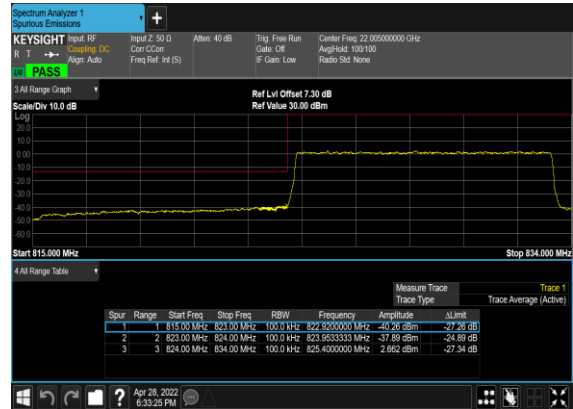 Spectrum Analyzer 1
Spurious Emissions
KEYSIGHT Input: RF Input Z: 50 Ω Atten: 40 dB Trig: Free Run Center Freq: 22.005000000 GHz
R T Coupling: DC Corr CCorr Gate: Off Avg|Hold: 100/100
Align: Auto Freq Ref: Int (S) IF Gain: Low Radio Std: None
LW PASS
3 All Range Graph
Ref Lvl Offset 7.30 dB
Scale/Div 10.0 dB Ref Value 30.00 dBm
Log
20.0
10.0
0.00
-10.0
-20.0
-30.0
-40.0
-50.0
-60.0
Start 815.000 MHz Stop 834.000 MHz
4 All Range Table
Measure Trace Trace 1
Trace Type Trace Average (Active)
Spur Range Start Freq Stop Freq RBW Frequency Amplitude ΔLimit
1 1 815.00 MHz 823.00 MHz 100.0 kHz 822.9200000 MHz -40.26 dBm -27.26 dB
2 2 823.00 MHz 824.00 MHz 100.0 kHz 823.9533333 MHz -37.89 dBm -24.89 dB
3 3 824.00 MHz 834.00 MHz 100.0 kHz 825.4000000 MHz 2.662 dBm -27.34 dB
? Apr 28, 2022
6:33:25 PM